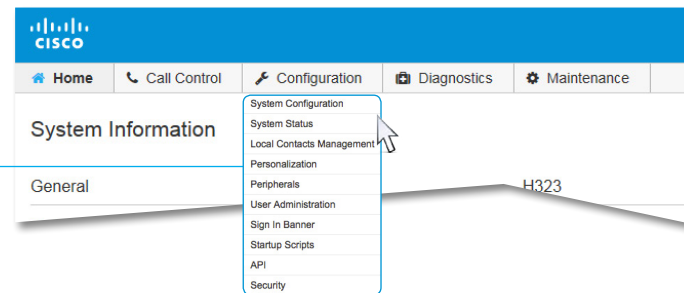 CISCO
Home Call Control Configuration Diagnostics Maintenance
System Configuration
System Information
System Status
Local Contacts Management
Personalization
General
Peripherals
H323
User Administration
Sign In Banner
Startup Scripts
API
Security